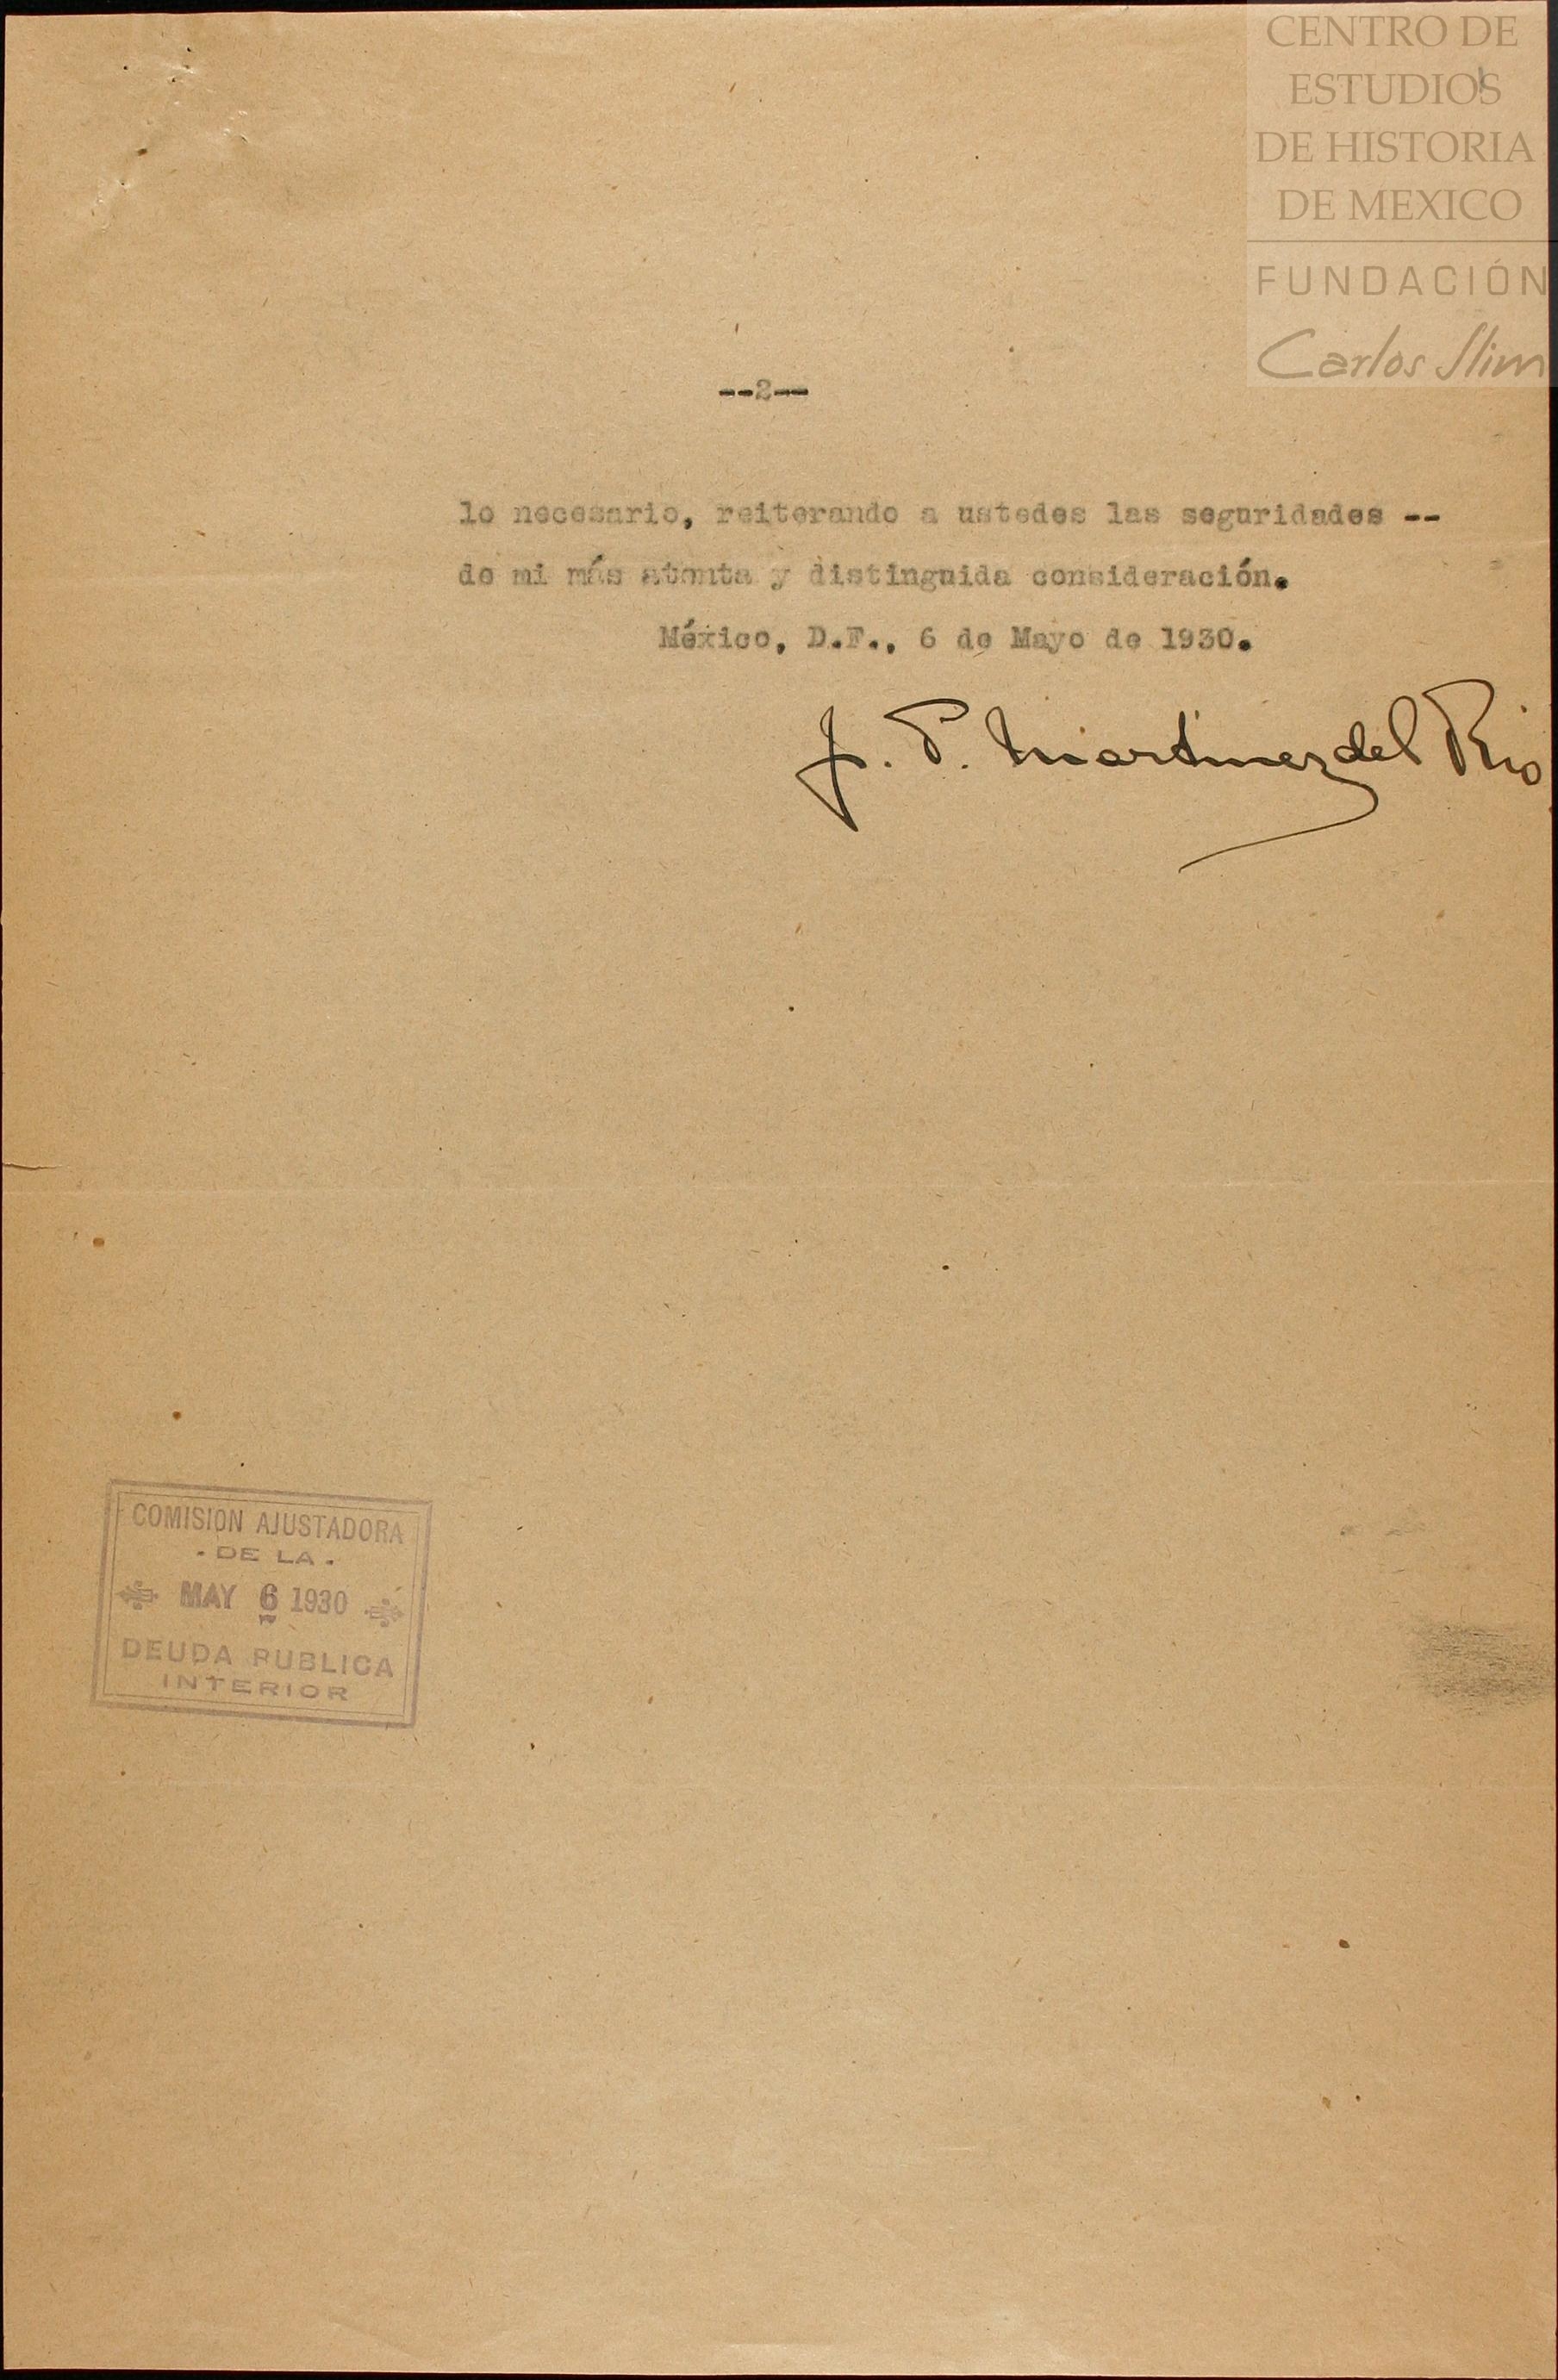 CENTRO DE
ESTUDIOS
DE HISTORIA
DE MEXICO
FUNDACIÓN
Carlos Slim
--2--
lo necesario, reiterando a ustedes las seguridades --
de mi más atenta y distinguida consideración.
México, D.F., 6 de Mayo de 1930.
J. P. Martinez del Rio
COMISION AJUSTADORA
- DE LA -
MAY 6 1930
DEUDA PUBLICA
INTERIOR